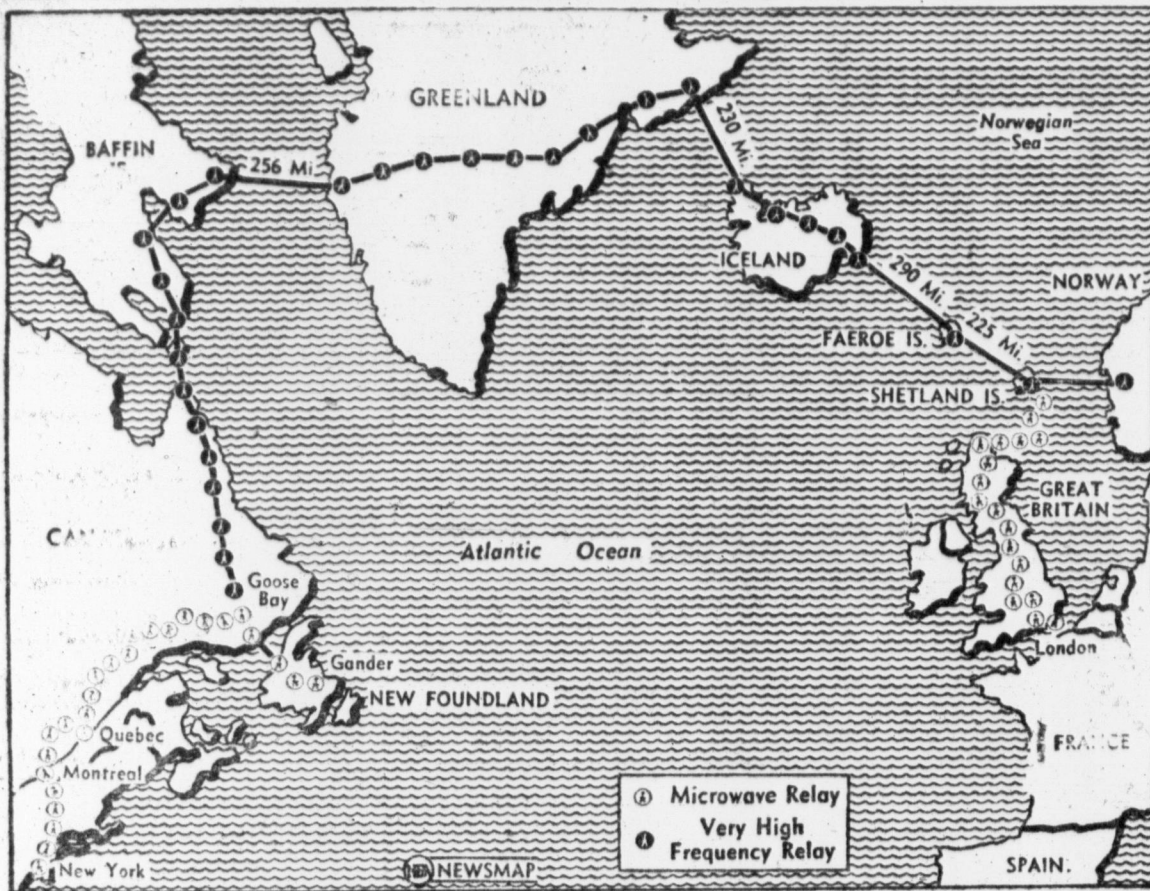 GREENLAND
Norwegian
Sea
BAFFIN
256 Mi.
230 Mi.
ICELAND
290 Mi.
NORWAY
225 Mi.
FAEROE IS.
SHETLAND IS.
GREAT
BRITAIN
Atlantic Ocean
Goose
Bay
Gander
London
NEW FOUNDLAND
Quebec
FRANCE
Montreal
Microwave Relay
Very High
Frequency Relay
New York
NEA NEWSMAP
SPAIN.